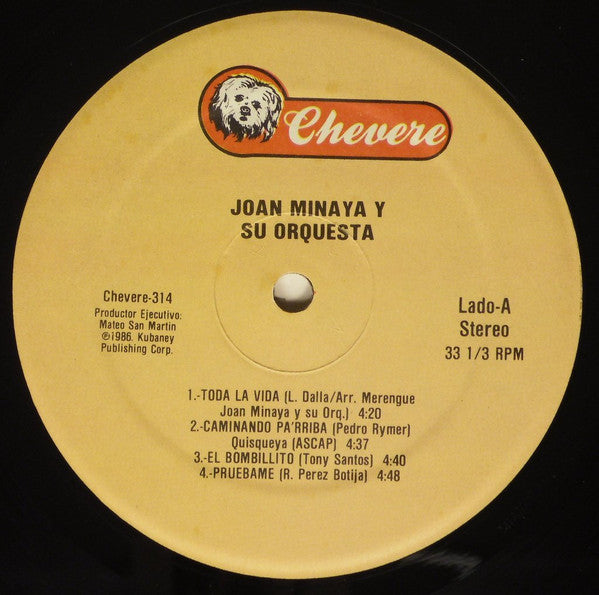 Chevere
JOAN MINAYA Y
SU ORQUESTA
Chevere-314
Productor Ejecutivo:
Mateo San Martin
℗1986. Kubaney
Publishing Corp.
Lado-A
Stereo
33 1/3 RPM
1.-TODA LA VIDA (L. Dalla/Arr. Merengue
Joan Minaya y su Orq.) 4:20
2.-CAMINANDO PA'RRIBA (Pedro Rymer)
Quisqueya (ASCAP) 4:37
3.-EL BOMBILLITO (Tony Santos) 4:40
4.-PRUEBAME (R. Perez Botija) 4:48